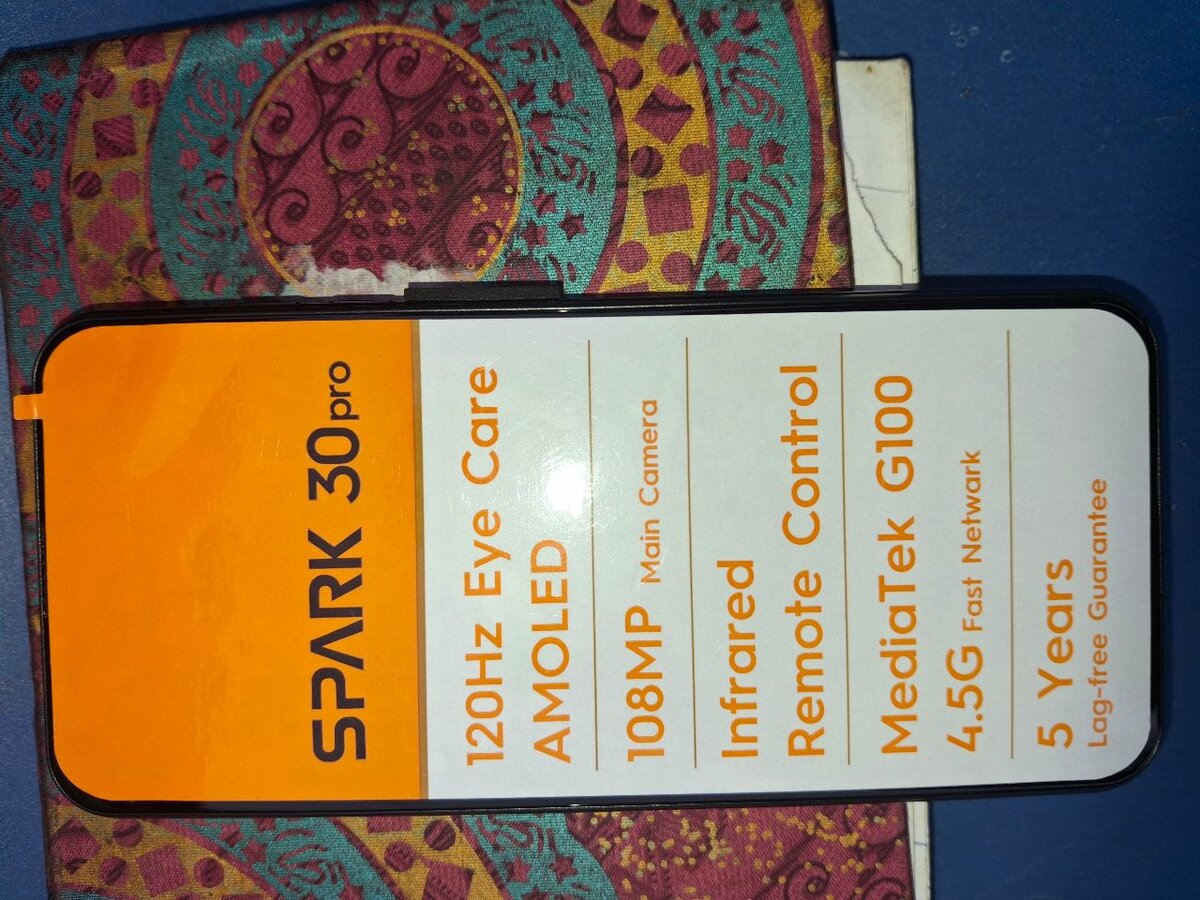 SPARK 30pro
120Hz Eye Care
AMOLED
108MP Main Camera
Infrared
Remote Control
MediaTek G100
4.5G Fast Netwark
5 Years
Lag-free Guarantee